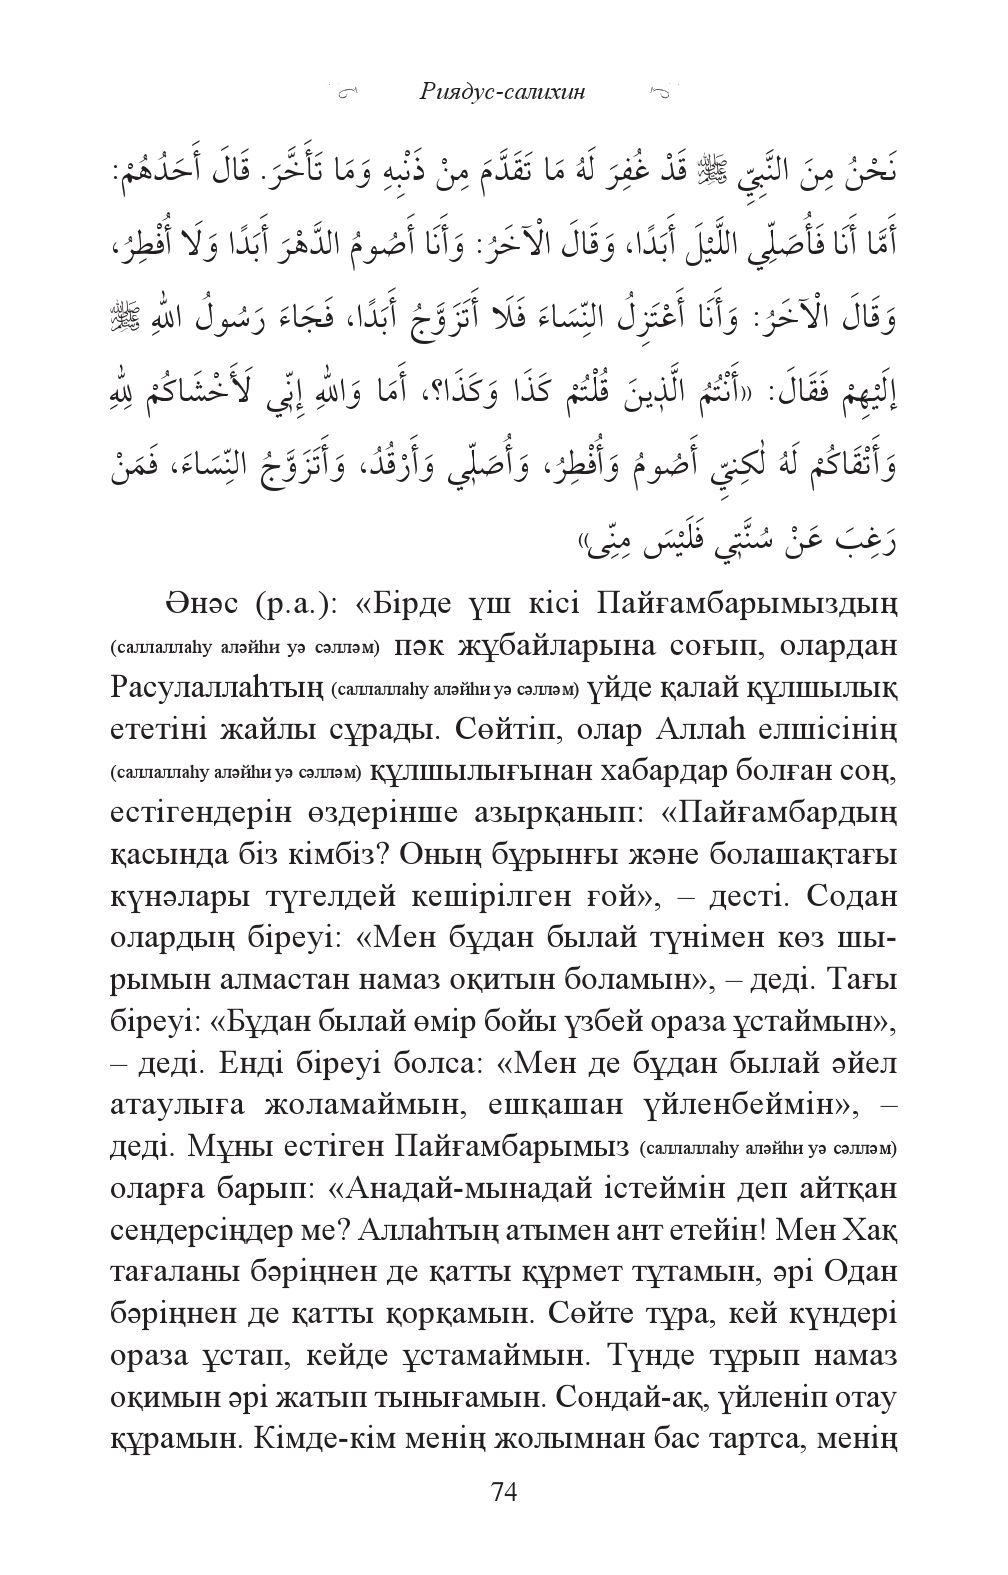 Риядус-салихин
نَحْنُ مِنَ النَّبِيِّ ﷺ قَدْ غُفِرَ لَهُ مَا تَقَدَّمَ مِنْ ذَنْبِهِ وَمَا تَأَخَّرَ. قَالَ أَحَدُهُمْ:
أَمَّا أَنَا فَأُصَلِّي اللَّيْلَ أَبَدًا، وَقَالَ الْآخَرُ: وَأَنَا أَصُومُ الدَّهْرَ أَبَدًا وَلَا أُفْطِرُ،
وَقَالَ الْآخَرُ: وَأَنَا أَعْتَزِلُ النِّسَاءَ فَلَا أَتَزَوَّجُ أَبَدًا، فَجَاءَ رَسُولُ اللهِ ﷺ
إِلَيْهِمْ فَقَالَ: «أَنْتُمُ الَّذِينَ قُلْتُمْ كَذَا وَكَذَا؟، أَمَا وَاللهِ إِنِّي لَأَخْشَاكُمْ لِلهِ
وَأَتْقَاكُمْ لَهُ لٰكِنِيِّ أَصُومُ وَأُفْطِرُ، وَأُصَلِّي وَأَرْقُدُ، وَأَتَزَوَّجُ النِّسَاءَ، فَمَنْ
رَغِبَ عَنْ سُنَّتِي فَلَيْسَ مِنِّى»
Әнәс (р.а.): «Бірде үш кісі Пайғамбарымыздың
(саллаллаһу аләйһи уә сәлләм) пәк жұбайларына соғып, олардан
Расулаллаһтың (саллаллаһу аләйһи уә сәлләм) үйде қалай құлшылық
ететіні жайлы сұрады. Сөйтіп, олар Аллаһ елшісінің
(саллаллаһу аләйһи уә сәлләм) құлшылығынан хабардар болған соң,
естігендерін өздерінше азырқанып: «Пайғамбардың
қасында біз кімбіз? Оның бұрынғы және болашақтағы
күнәлары түгелдей кешірілген ғой», – десті. Содан
олардың біреуі: «Мен бұдан былай түнімен көз шы-
рымын алмастан намаз оқитын боламын», – деді. Тағы
біреуі: «Бұдан былай өмір бойы үзбей ораза ұстаймын»,
– деді. Енді біреуі болса: «Мен де бұдан былай әйел
атаулыға жоламаймын, ешқашан үйленбеймін», –
деді. Мұны естіген Пайғамбарымыз (саллаллаһу аләйһи уә сәлләм)
оларға барып: «Анадай-мынадай істеймін деп айтқан
сендерсіңдер ме? Аллаһтың атымен ант етейін! Мен Хақ
тағаланы бәріңнен де қатты құрмет тұтамын, әрі Одан
бәріңнен де қатты қорқамын. Сөйте тұра, кей күндері
ораза ұстап, кейде ұстамаймын. Түнде тұрып намаз
оқимын әрі жатып тынығамын. Сондай-ақ, үйленіп отау
құрамын. Кімде-кім менің жолымнан бас тартса, менің
74